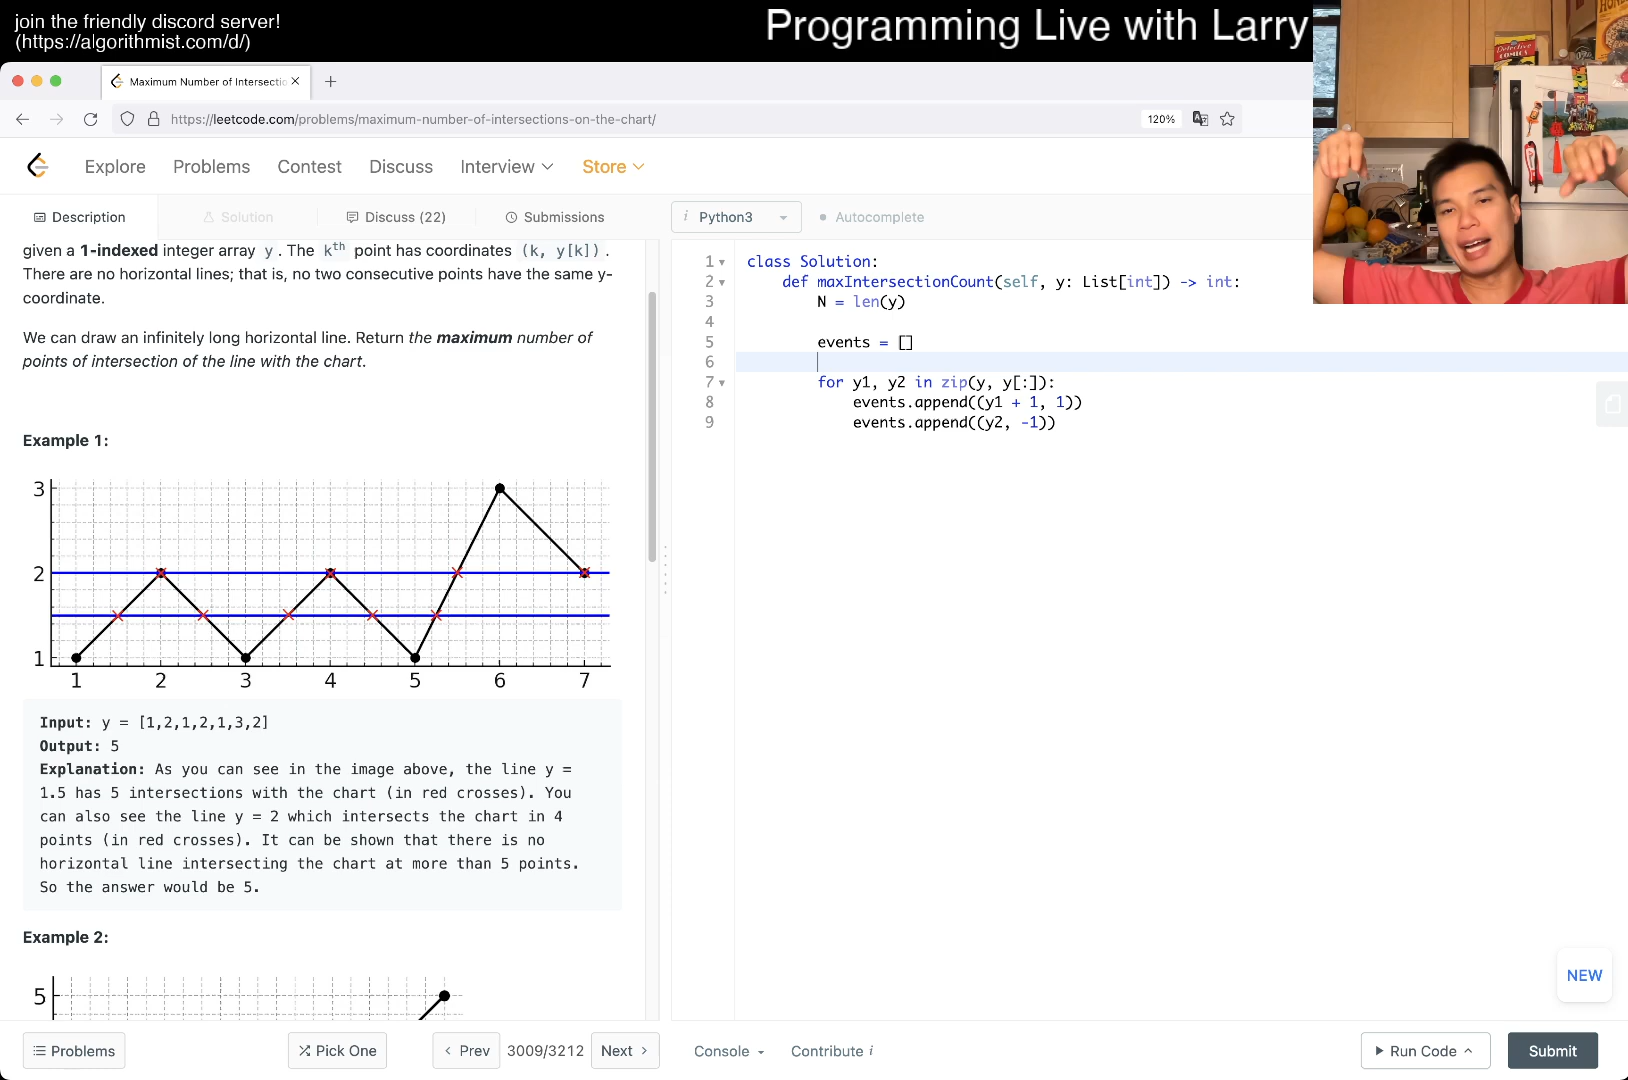 join the friendly discord server!
(https://algorithmist.com/d/)
Programming Live with Larry
Maximum Number of Intersectio
https://leetcode.com/problems/maximum-number-of-intersections-on-the-chart/
120%
Explore Problems Contest Discuss Interview Store
Description Solution Discuss (22) Submissions
i Python3 Autocomplete
given a 1-indexed integer array y. The kth point has coordinates (k, y[k]).
There are no horizontal lines; that is, no two consecutive points have the same y-
coordinate.
We can draw an infinitely long horizontal line. Return the maximum number of
points of intersection of the line with the chart.
Example 1:
3
2
1
1 2 3 4 5 6 7
Input: y = [1,2,1,2,1,3,2]
Output: 5
Explanation: As you can see in the image above, the line y =
1.5 has 5 intersections with the chart (in red crosses). You
can also see the line y = 2 which intersects the chart in 4
points (in red crosses). It can be shown that there is no
horizontal line intersecting the chart at more than 5 points.
So the answer would be 5.
Example 2:
5
1 class Solution:
2 def maxIntersectionCount(self, y: List[int]) -> int:
3 N = len(y)
4
5 events = []
6
7 for y1, y2 in zip(y, y[:]):
8 events.append((y1 + 1, 1))
9 events.append((y2, -1))
NEW
Problems Pick One < Prev 3009/3212 Next > Console Contribute i Run Code Submit